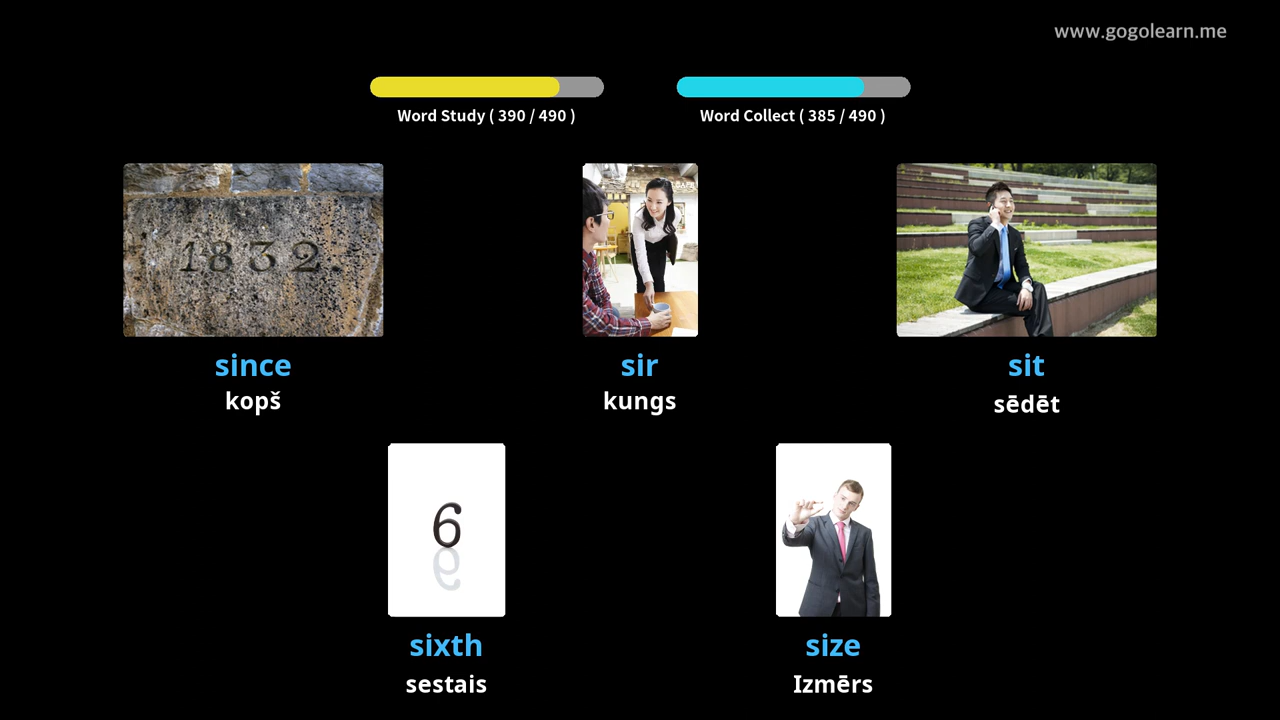 www.gogolearn.me
Word Study ( 390 / 490 )
Word Collect ( 385 / 490 )
1832.
since
kopš
sir
kungs
sit
sēdēt
6
sixth
sestais
size
Izmērs